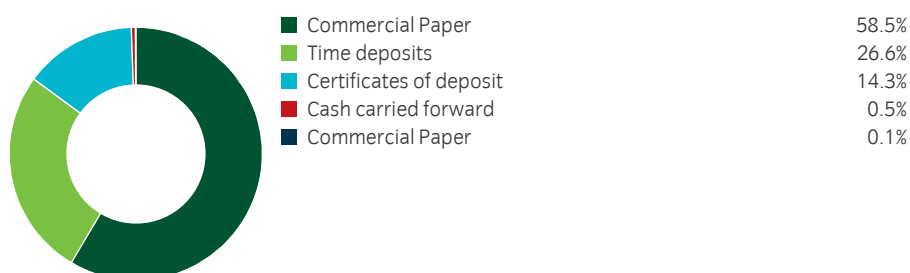 Commercial Paper 58.5%
Time deposits 26.6%
Certificates of deposit 14.3%
Cash carried forward 0.5%
Commercial Paper 0.1%